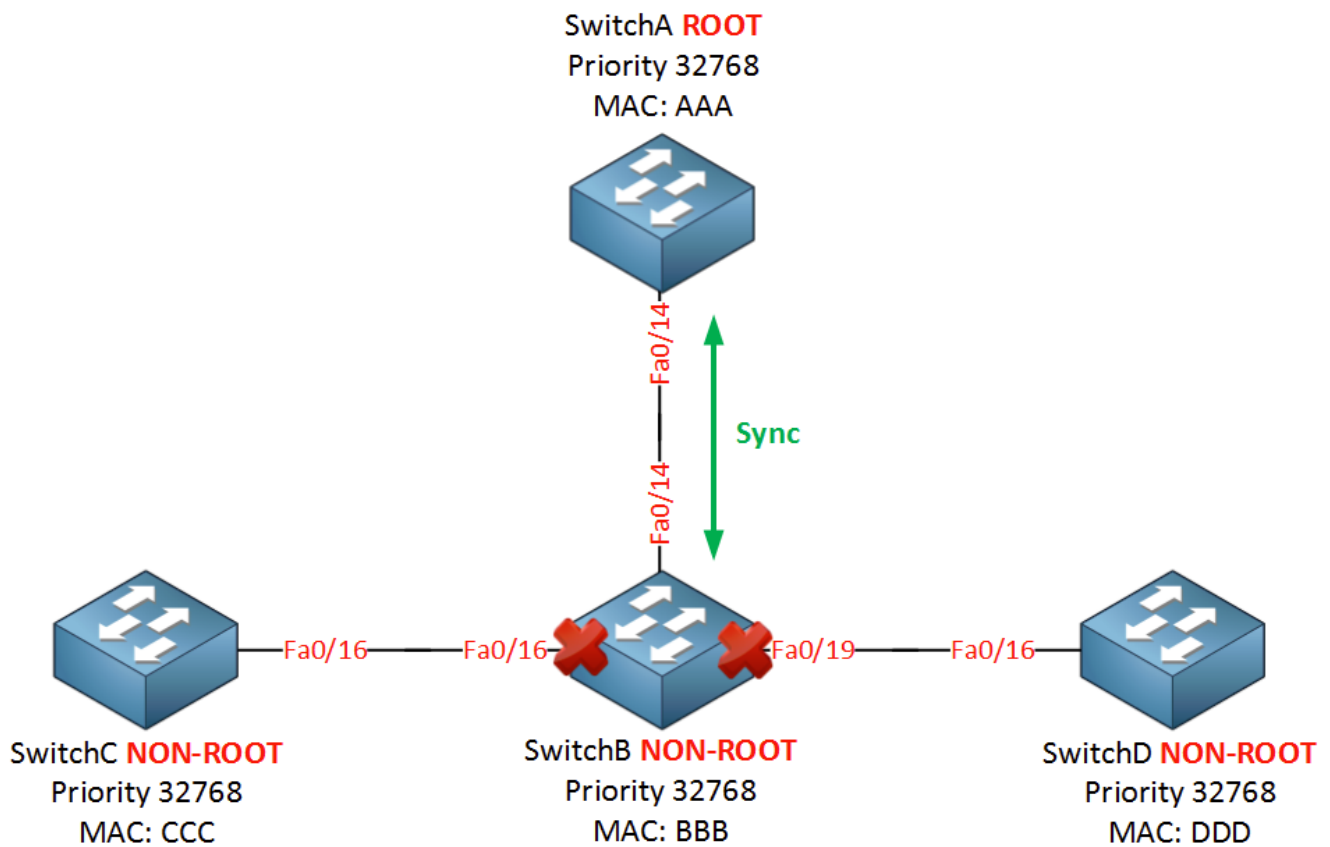 SwitchA ROOT
Priority 32768
MAC: AAA
Fa0/14
Sync
Fa0/14
Fa0/16
Fa0/16
Fa0/19
Fa0/16
SwitchC NON-ROOT
Priority 32768
MAC: CCC
SwitchB NON-ROOT
Priority 32768
MAC: BBB
SwitchD NON-ROOT
Priority 32768
MAC: DDD